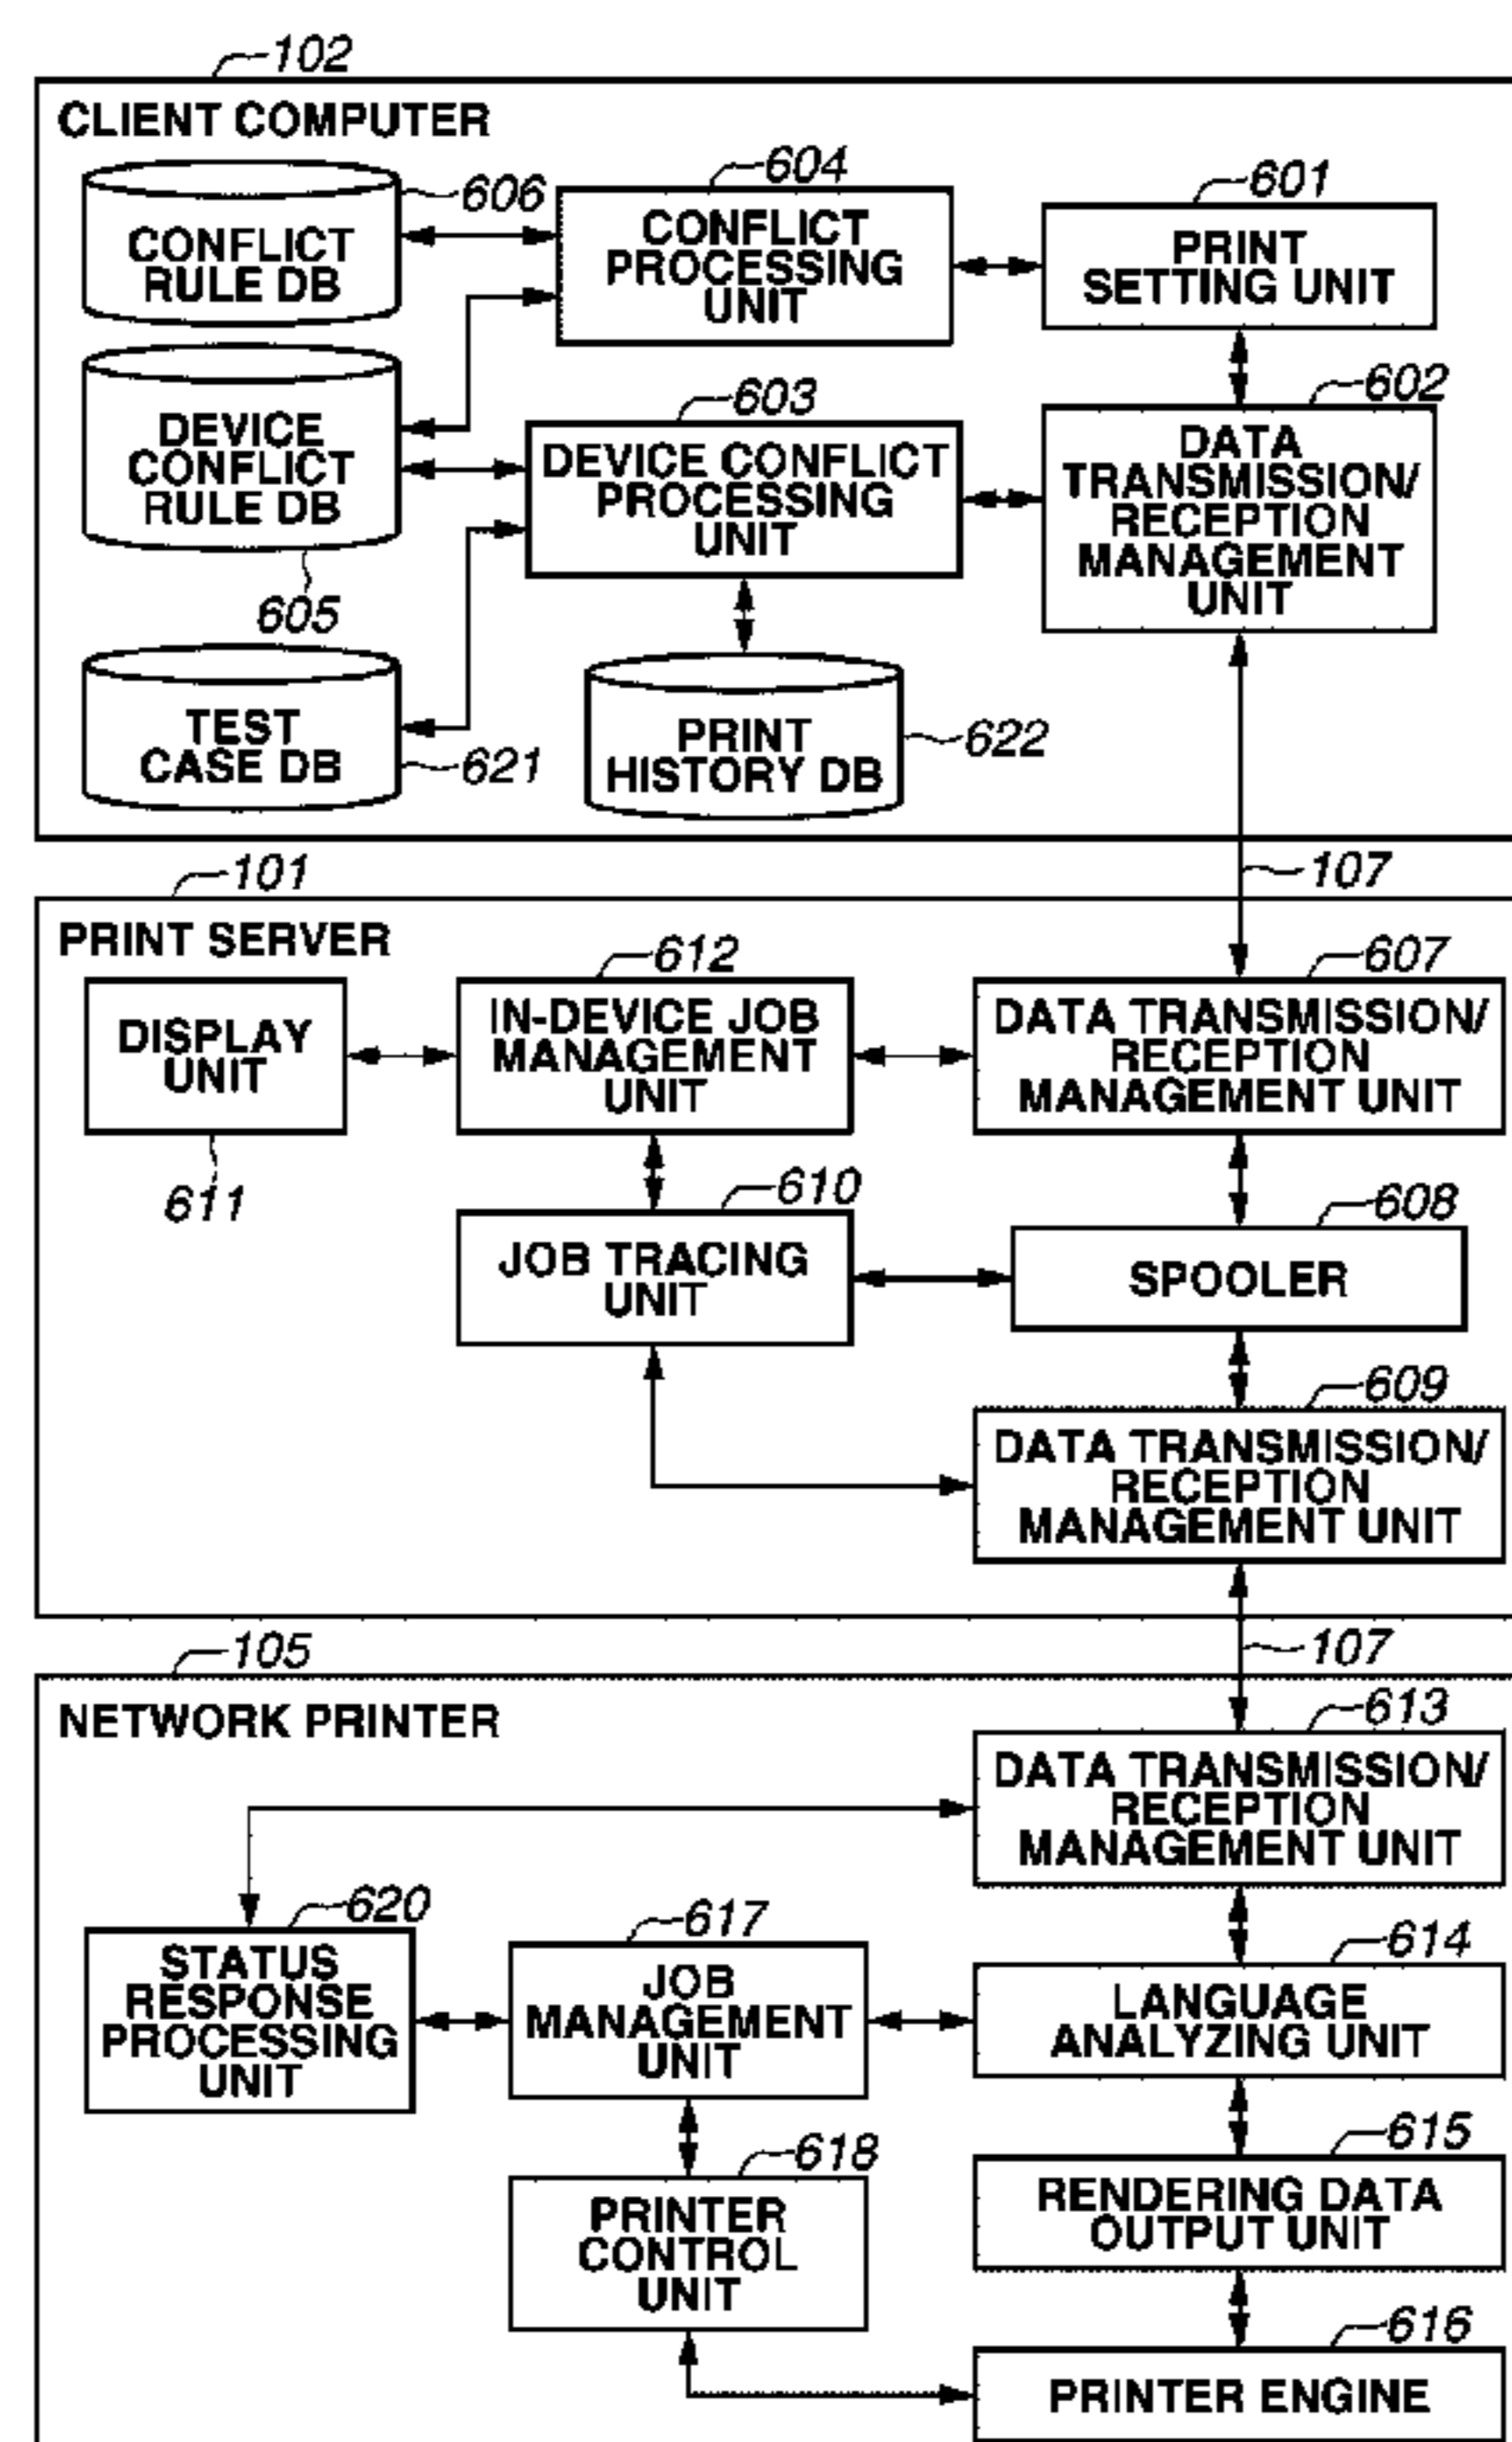 102
CLIENT COMPUTER
606
CONFLICT
RULE DB
604
CONFLICT
PROCESSING
UNIT
601
PRINT
SETTING UNIT
DEVICE
CONFLICT
RULE DB
605
603
DEVICE CONFLICT
PROCESSING
UNIT
602
DATA
TRANSMISSION/
RECEPTION
MANAGEMENT
UNIT
TEST
CASE DB
621
PRINT
HISTORY DB
622
107
101
PRINT SERVER
DISPLAY
UNIT
611
612
IN-DEVICE JOB
MANAGEMENT
UNIT
607
DATA TRANSMISSION/
RECEPTION
MANAGEMENT UNIT
610
JOB TRACING
UNIT
608
SPOOLER
609
DATA TRANSMISSION/
RECEPTION
MANAGEMENT UNIT
107
105
NETWORK PRINTER
613
DATA TRANSMISSION/
RECEPTION
MANAGEMENT UNIT
620
STATUS
RESPONSE
PROCESSING
UNIT
617
JOB
MANAGEMENT
UNIT
614
LANGUAGE
ANALYZING UNIT
618
PRINTER
CONTROL
UNIT
615
RENDERING DATA
OUTPUT UNIT
616
PRINTER ENGINE